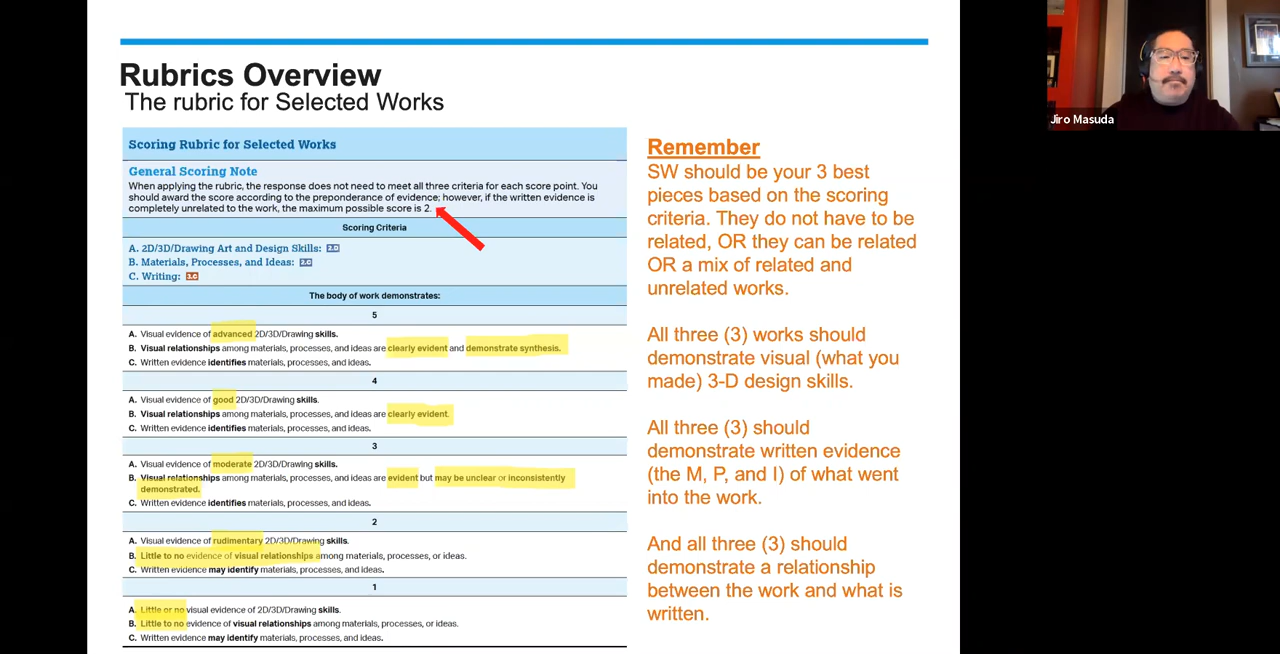 Rubrics Overview
The rubric for Selected Works
Scoring Rubric for Selected Works
General Scoring Note
When applying the rubric, the response does not need to meet all three criteria for each score point. You
should award the score according to the preponderance of evidence; however, if the written evidence is
completely unrelated to the work, the maximum possible score is 2.
Scoring Criteria
A. 2D/3D/Drawing Art and Design Skills: 2.D
B. Materials, Processes, and Ideas: 2.C
C. Writing: 3.C
The body of work demonstrates:
5
A. Visual evidence of advanced 2D/3D/Drawing skills.
B. Visual relationships among materials, processes, and ideas are clearly evident and demonstrate synthesis.
C. Written evidence identifies materials, processes, and ideas.
4
A. Visual evidence of good 2D/3D/Drawing skills.
B. Visual relationships among materials, processes, and ideas are clearly evident.
C. Written evidence identifies materials, processes, and ideas.
3
A. Visual evidence of moderate 2D/3D/Drawing skills.
B. Visual relationships among materials, processes, and ideas are evident but may be unclear or inconsistently
demonstrated.
C. Written evidence identifies materials, processes, and ideas.
2
A. Visual evidence of rudimentary 2D/3D/Drawing skills.
B. Little to no evidence of visual relationships among materials, processes, or ideas.
C. Written evidence may identify materials, processes, and ideas.
1
A. Little or no visual evidence of 2D/3D/Drawing skills.
B. Little to no evidence of visual relationships among materials, processes, or ideas.
C. Written evidence may identify materials, processes, and ideas.
Remember
SW should be your 3 best
pieces based on the scoring
criteria. They do not have to be
related, OR they can be related
OR a mix of related and
unrelated works.
All three (3) works should
demonstrate visual (what you
made) 3-D design skills.
All three (3) should
demonstrate written evidence
(the M, P, and I) of what went
into the work.
And all three (3) should
demonstrate a relationship
between the work and what is
written.
Jiro Masuda